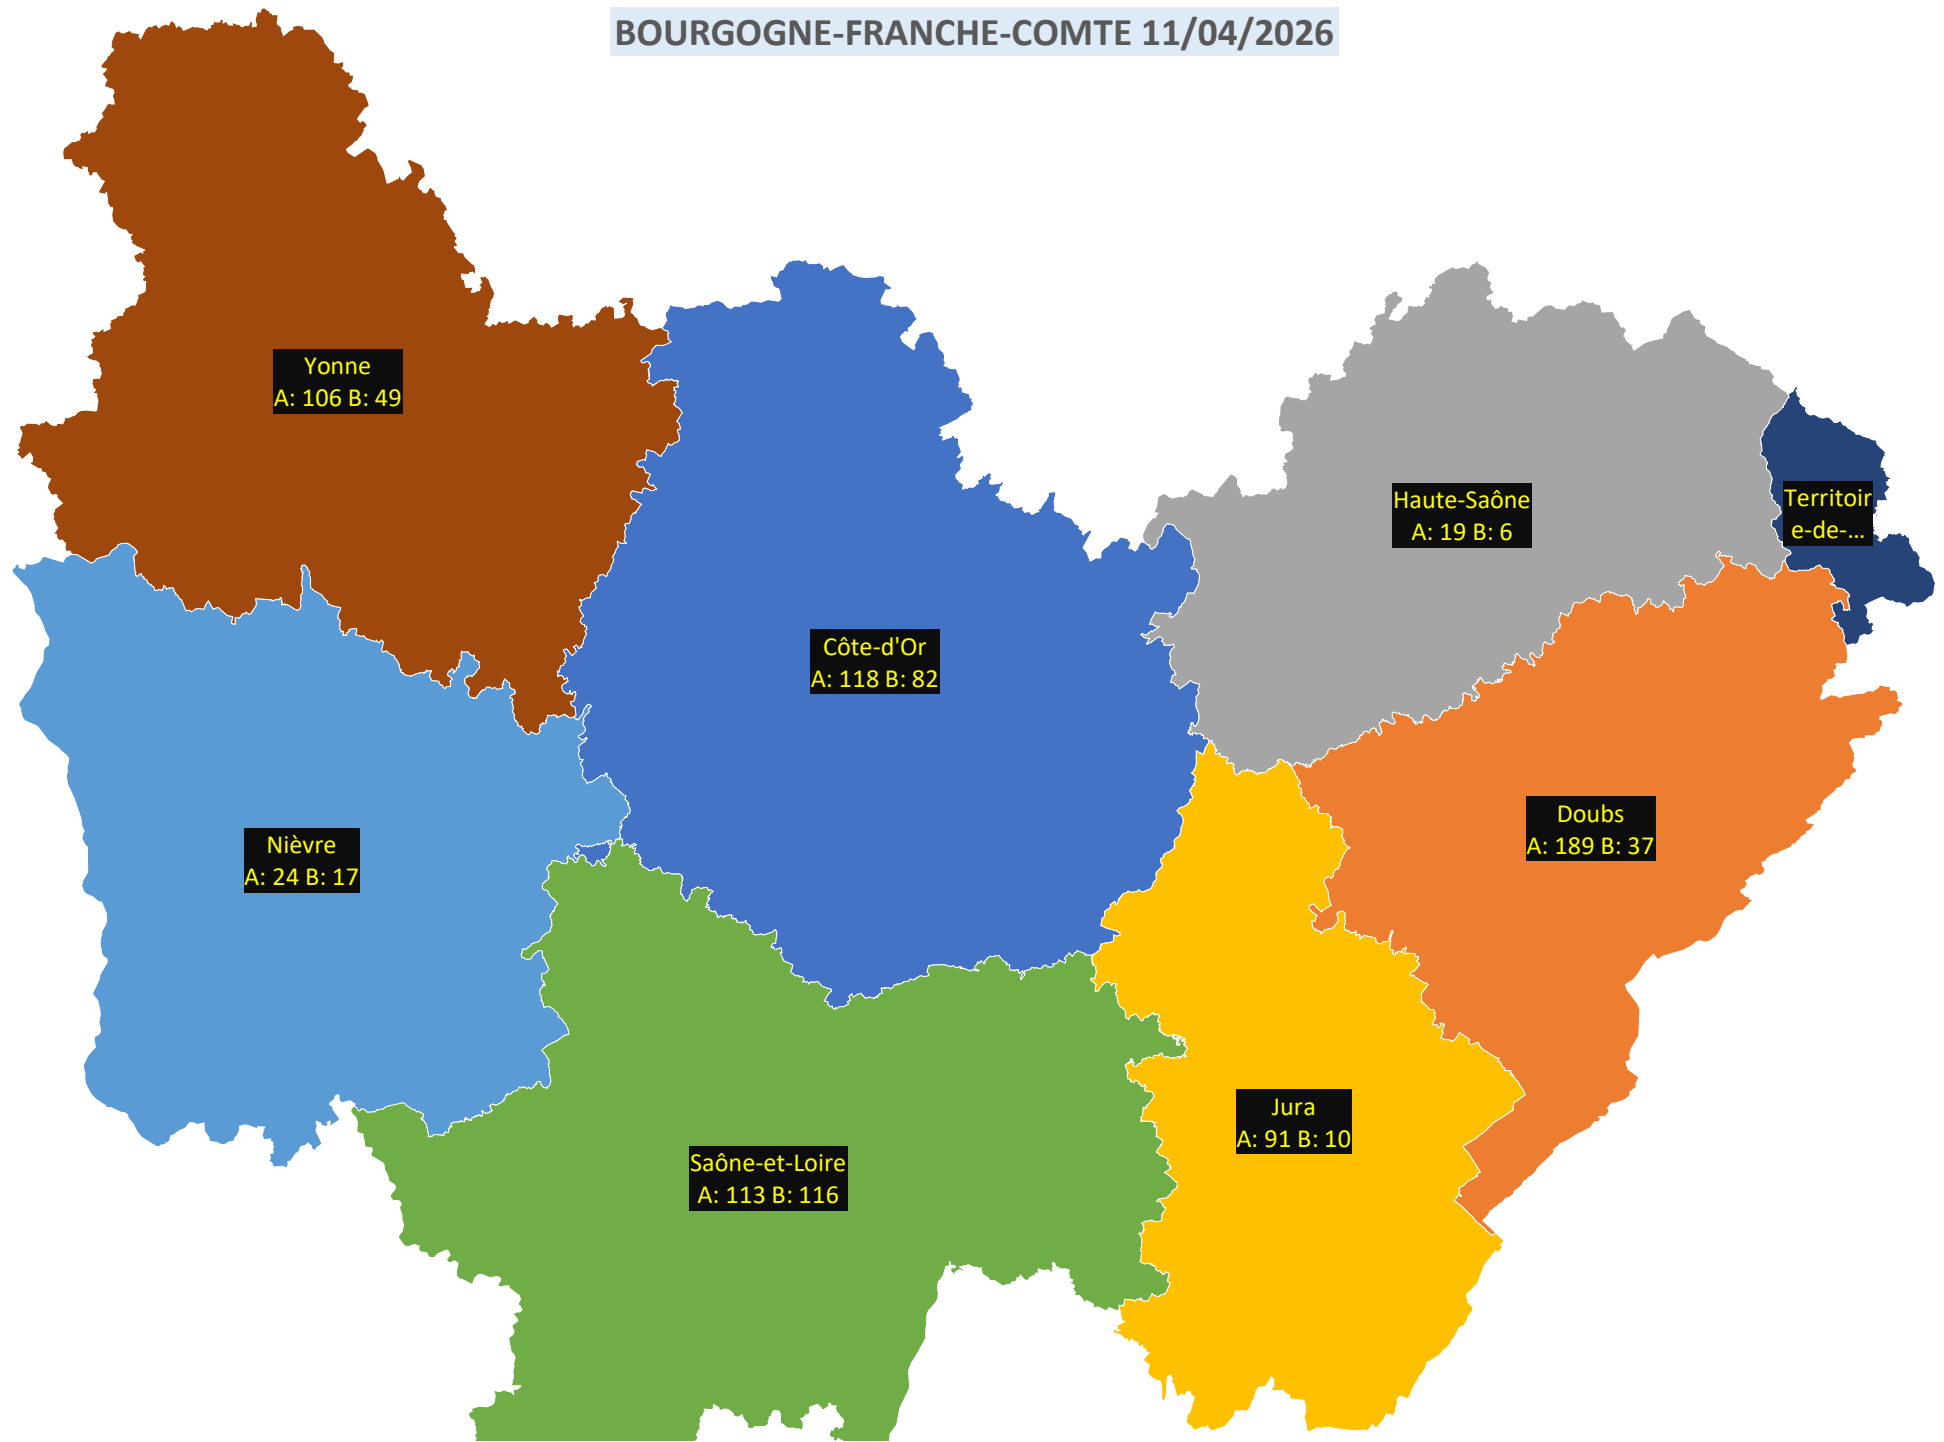 BOURGOGNE-FRANCHE-COMTE 11/04/2026
Yonne
A: 106 B: 49
Haute-Saône
A: 19 B: 6
Territoir
e-de-...
Côte-d'Or
A: 118 B: 82
Doubs
A: 189 B: 37
Nièvre
A: 24 B: 17
Jura
A: 91 B: 10
Saône-et-Loire
A: 113 B: 116